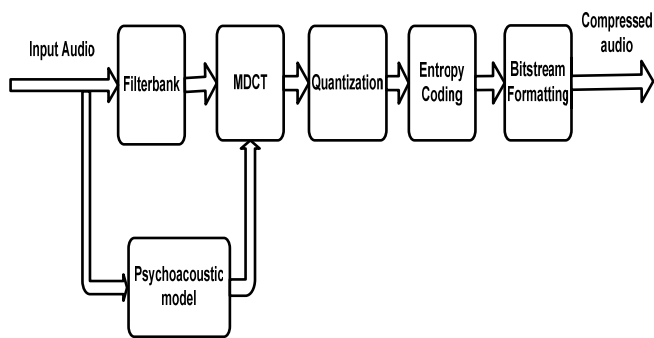 Input Audio
Filterbank
MDCT
Quantization
Entropy
Coding
Bitstream
Formatting
Compressed
audio
Psychoacoustic
model